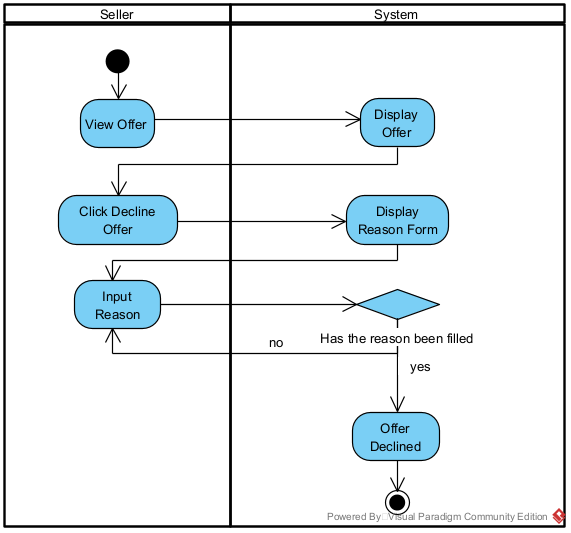 Seller
System
View Offer
Display
Offer
Click Decline
Offer
Display
Reason Form
Input
Reason
Has the reason been filled
no
yes
Offer
Declined
Powered By: Visual Paradigm Community Edition